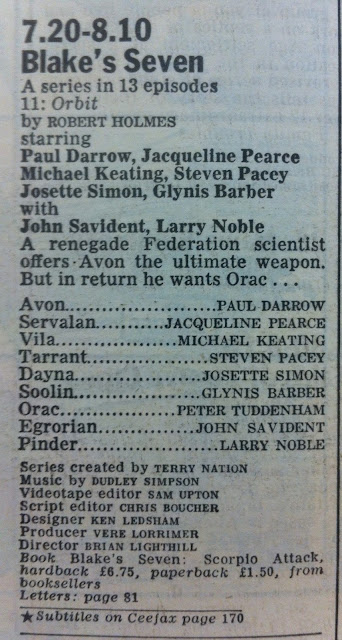 7.20-8.10
Blake's Seven
A series in 13 episodes
11: Orbit
by ROBERT HOLMES
starring
Paul Darrow, Jacqueline Pearce
Michael Keating, Steven Pacey
Josette Simon, Glynis Barber
with
John Savident, Larry Noble
A renegade Federation scientist
offers Avon the ultimate weapon.
But in return he wants Orac . . .
Avon......................PAUL DARROW
Servalan...........JACQUELINE PEARCE
Vila......................MICHAEL KEATING
Tarrant....................STEVEN PACEY
Dayna....................JOSETTE SIMON
Soolin....................GLYNIS BARBER
Orac.................PETER TUDDENHAM
Egrorian...............JOHN SAVIDENT
Pinder......................LARRY NOBLE
Series created by TERRY NATION
Music by DUDLEY SIMPSON
Videotape editor SAM UPTON
Script editor CHRIS BOUCHER
Designer KEN LEDSHAM
Producer VERE LORRIMER
Director BRIAN LIGHTHILL
Book Blake's Seven: Scorpio Attack,
hardback £6.75, paperback £1.50, from
booksellers
Letters: page 81
★ Subtitles on Ceefax page 170